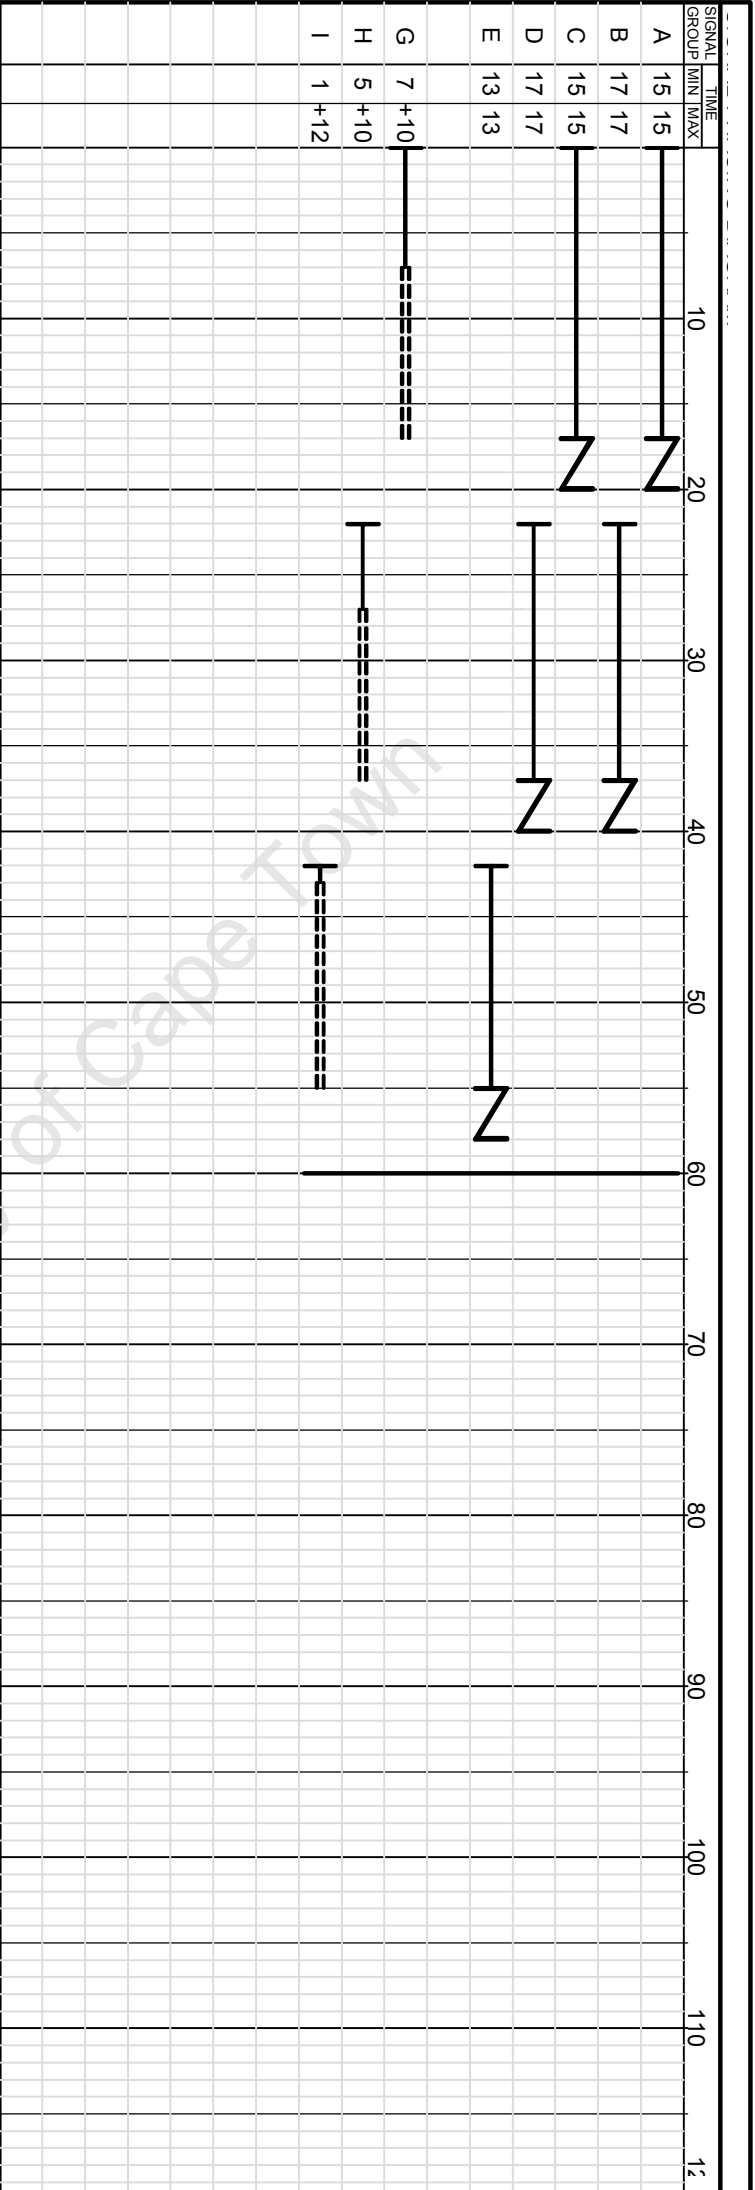 SIGNAL GROUP TIME MIN MAX 10 20 30 40 50 60 70 80 90 100 110
A 15 15
B 17 17
C 15 15
D 17 17
E 13 13
G 7 +10
H 5 +10
I 1 +12
of Cape Town